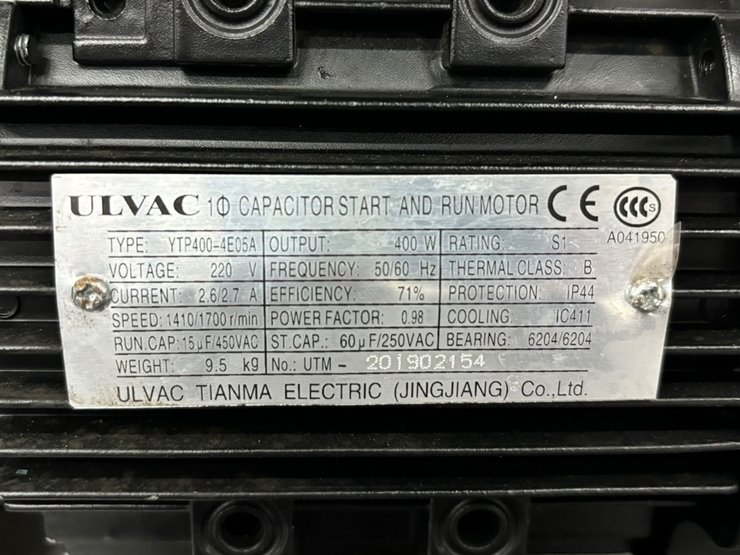 ULVAC 1Φ CAPACITOR START AND RUN MOTOR CE CCC S
A041950
TYPE: YTP400-4E05A OUTPUT: 400 W RATING: S1
VOLTAGE: 220 V FREQUENCY: 50/60 Hz THERMAL CLASS: B
CURRENT: 2.6/2.7 A EFFICIENCY: 71% PROTECTION: IP44
SPEED: 1410/1700 r/min POWER FACTOR: 0.98 COOLING: IC411
RUN.CAP: 15μF/450VAC ST.CAP.: 60μF/250VAC BEARING: 6204/6204
WEIGHT: 9.5 kg No.: UTM - 201902154
ULVAC TIANMA ELECTRIC (JINGJIANG) Co.,Ltd.